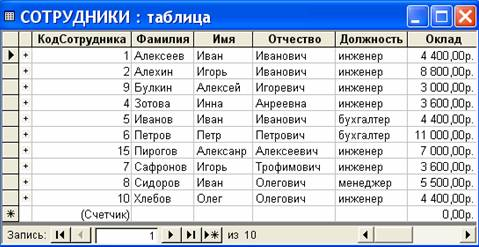 СОТРУДНИКИ : таблица
КодСотрудника Фамилия Имя Отчество Должность Оклад
+ 1 Алексеев Иван Иванович инженер 4 400,00р.
+ 2 Алехин Игорь Иванович инженер 8 800,00р.
+ 9 Булкин Алексей Игоревич инженер 3 000,00р.
+ 4 Зотова Инна Анреевна инженер 3 600,00р.
+ 5 Иванов Иван Иванович бухгалтер 4 400,00р.
+ 6 Петров Петр Петрович бухгалтер 11 000,00р.
+ 15 Пирогов Алексанр Алексеевич инженер 7 000,00р.
+ 7 Сафронов Игорь Трофимович инженер 3 600,00р.
+ 8 Сидоров Иван Олегович менеджер 5 500,00р.
+ 10 Хлебов Олег Олегович инженер 4 400,00р.
(Счетчик) 0,00р.
Запись: 1 из 10